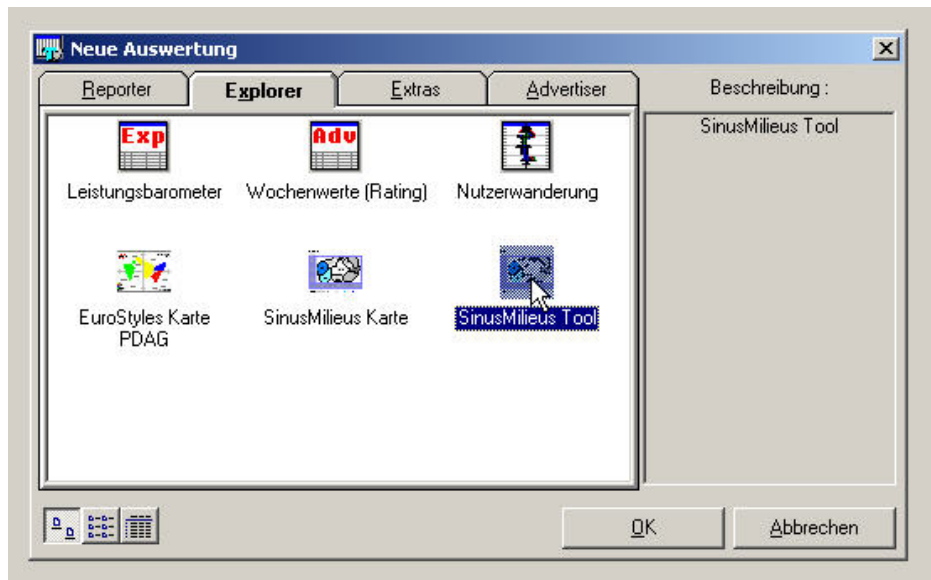 Neue Auswertung
Reporter
Explorer
Extras
Advertiser
Beschreibung :
SinusMilieus Tool
Exp
Adv
Leistungsbarometer
Wochenwerte (Rating)
Nutzerwanderung
EuroStyles Karte
PDAG
SinusMilieus Karte
SinusMilieus Tool
OK
Abbrechen